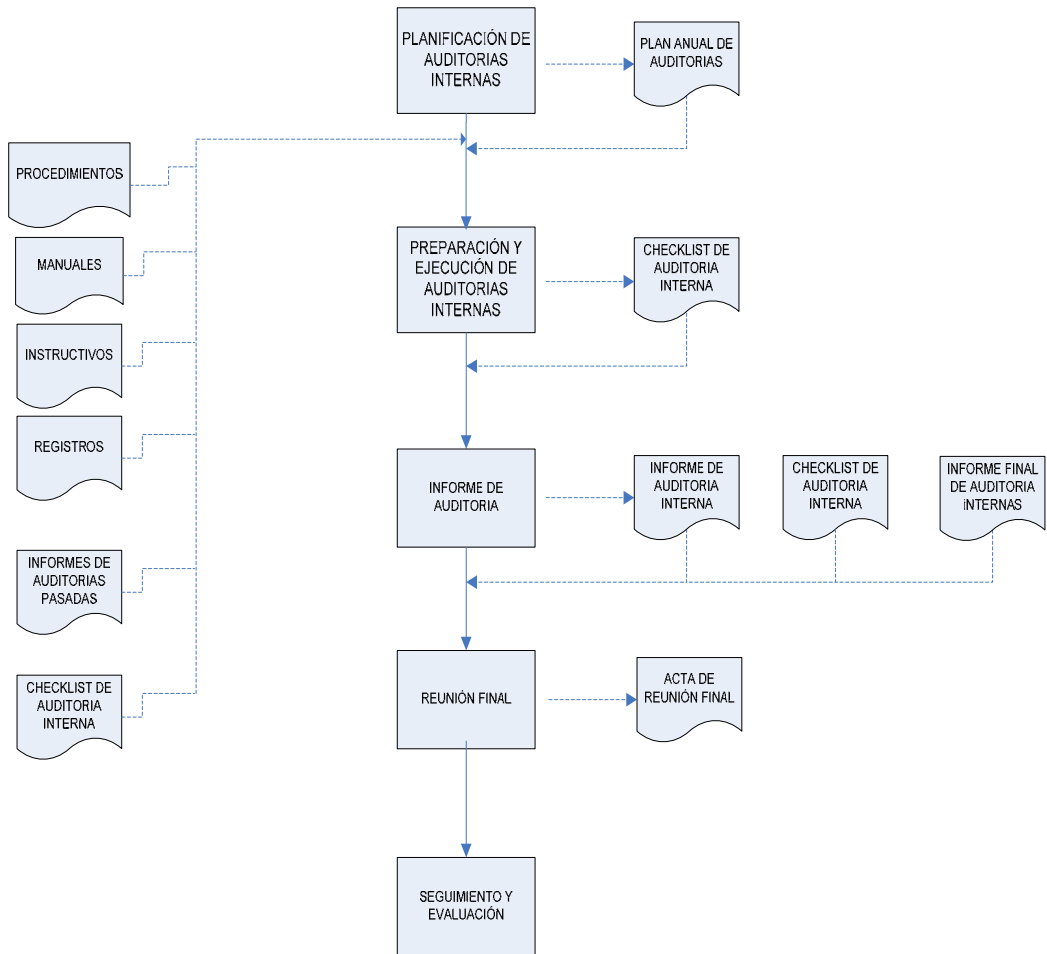 PLANIFICACIÓN DE
AUDITORIAS
INTERNAS
PLAN ANUAL DE
AUDITORIAS
PROCEDIMIENTOS
MANUALES
INSTRUCTIVOS
REGISTROS
INFORMES DE
AUDITORIAS
PASADAS
CHECKLIST DE
AUDITORIA
INTERNA
PREPARACIÓN Y
EJECUCIÓN DE
AUDITORIAS
INTERNAS
CHECKLIST DE
AUDITORIA
INTERNA
INFORME DE
AUDITORIA
INFORME DE
AUDITORIA
INTERNA
CHECKLIST DE
AUDITORIA
INTERNA
INFORME FINAL
DE AUDITORIA
iNTERNAS
REUNIÓN FINAL
ACTA DE
REUNIÓN FINAL
SEGUIMIENTO Y
EVALUACIÓN